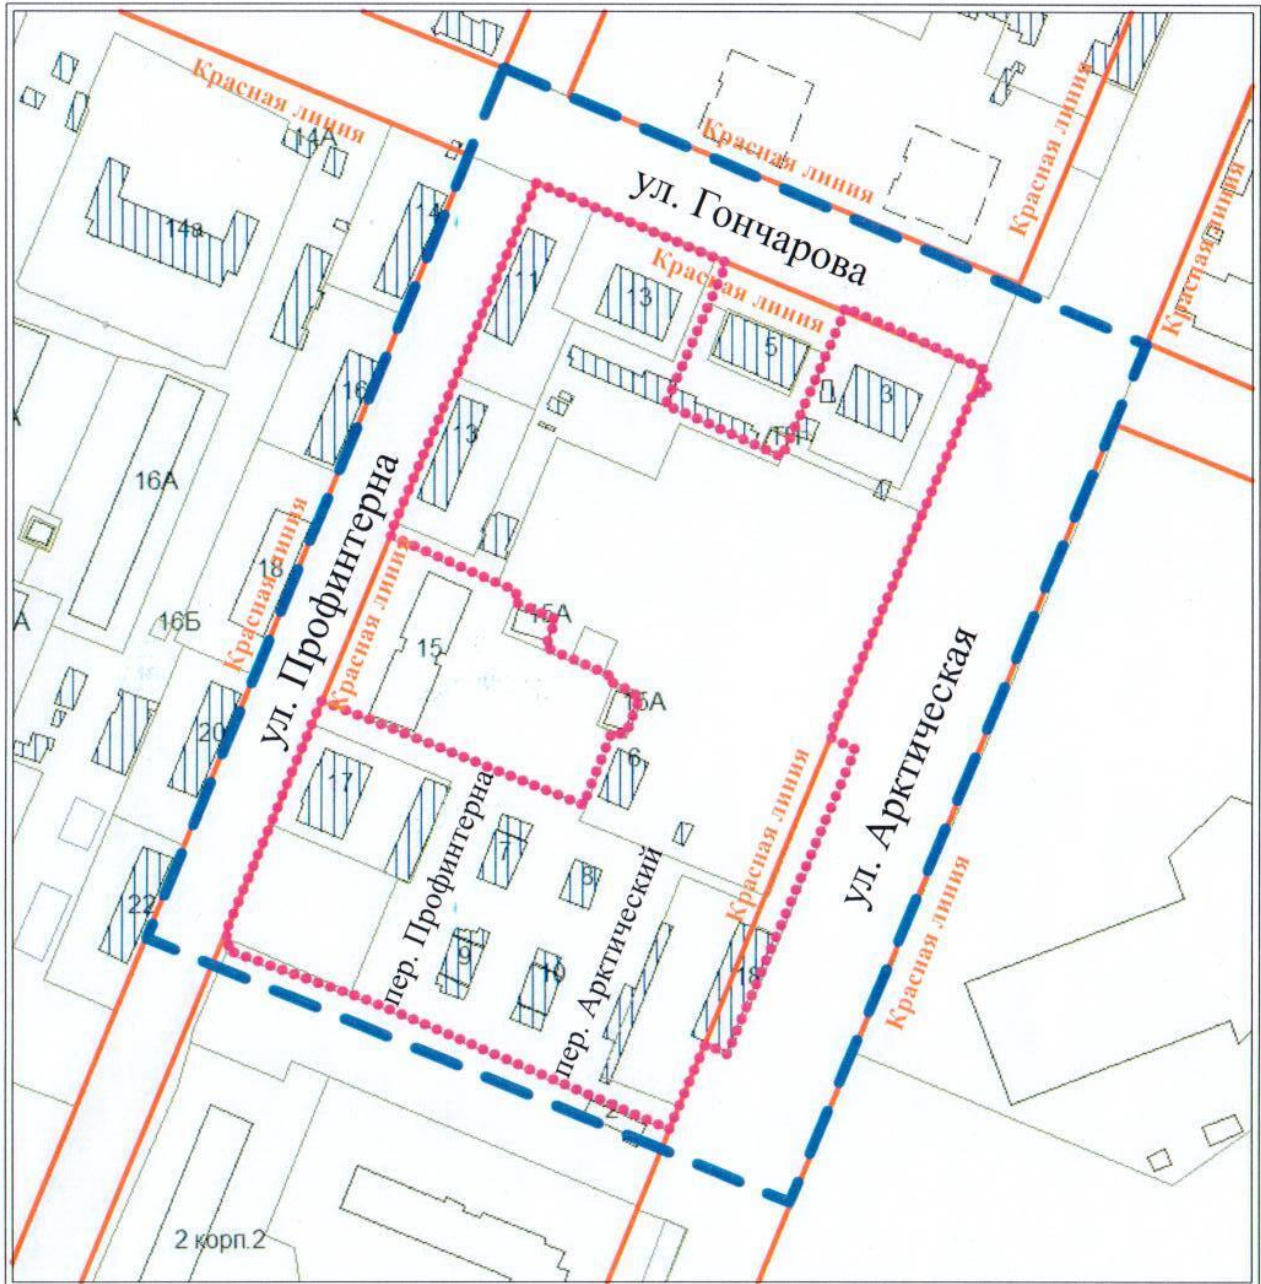 Красная линия
14А
14а
14
Красная линия
Красная линия
Красная линия
ул. Гончарова
Красная линия
11
13
5
3
16
13
16А
18
16Б
Красная линия
ул. Профинтерна
Красная линия
15А
15
15А
6
20
17
7
8
22
9
10
пер. Профинтерна
пер. Арктический
Красная линия
18
ул. Арктическая
Красная линия
2
2 корп.2